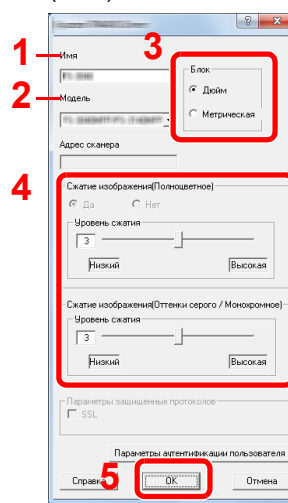 1
Имя
3
Блок
Дюйм
Метрическая
2
Модель
Адрес сканера
4
Сжатие изображения(Полноцветное)
Да Нет
Уровень сжатия
3
Низкий Высокая
Сжатие изображения(Оттенки серого / Монохромное)
Уровень сжатия
3
Низкий Высокая
Параметры защищенных протоколов
SSL
Параметры аутентификации пользователя
5
Справка OK Отмена